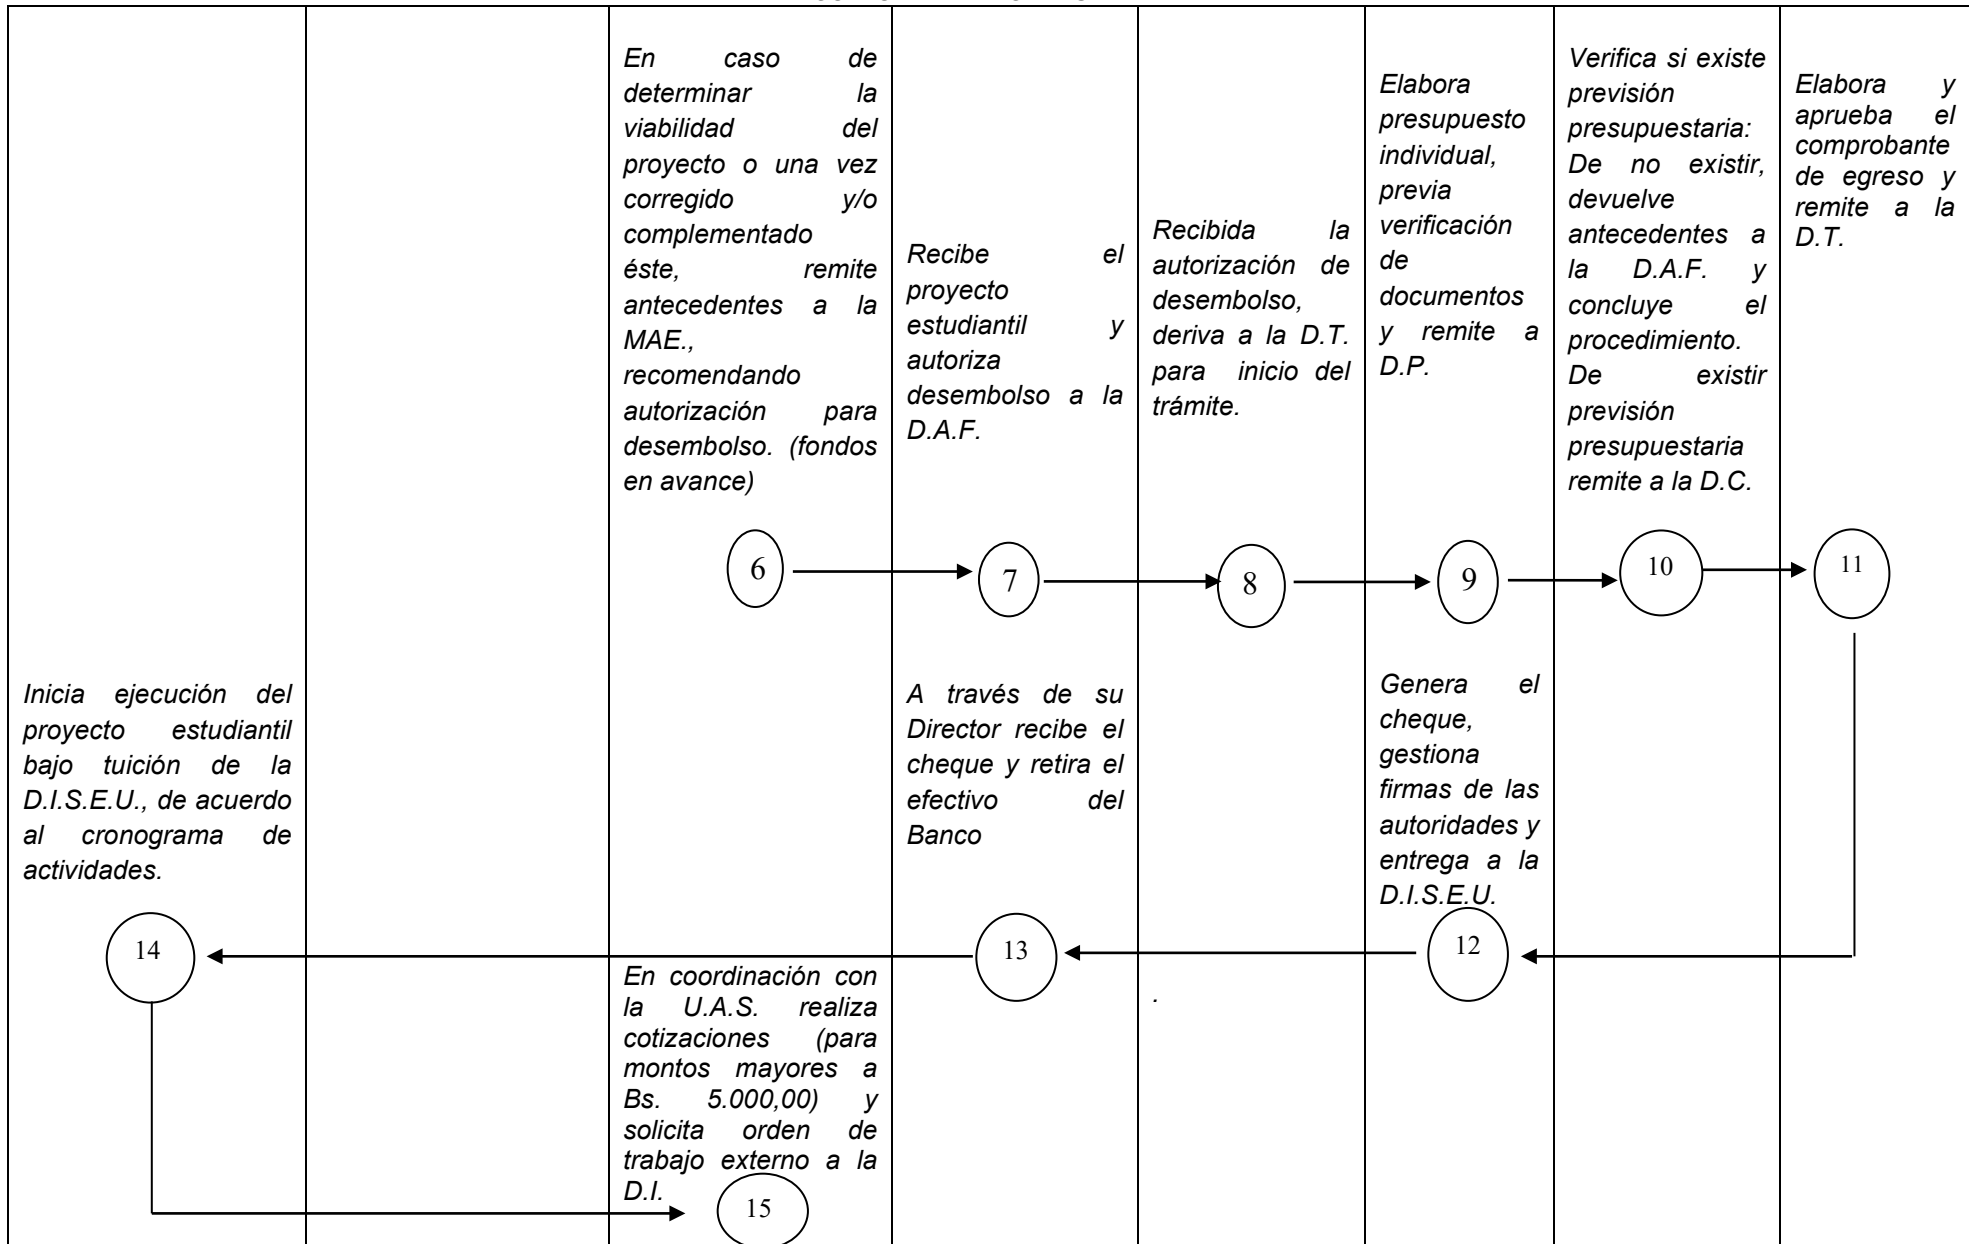 En caso de
determinar la
viabilidad del
proyecto o una vez
corregido y/o
complementado
éste, remite
antecedentes a la
MAE.,
recomendando
autorización para
desembolso. (fondos
en avance)
Recibe el
proyecto
estudiantil y
autoriza
desembolso a la
D.A.F.
Recibida la
autorización de
desembolso,
deriva a la D.T.
para inicio del
trámite.
Elabora
presupuesto
individual,
previa
verificación
de
documentos
y remite a
D.P.
Verifica si existe
previsión
presupuestaria:
De no existir,
devuelve
antecedentes a
la D.A.F. y
concluye el
procedimiento.
De existir
previsión
presupuestaria
remite a la D.C.
Elabora y
aprueba el
comprobante
de egreso y
remite a la
D.T.
6
7
8
9
10
11
Inicia ejecución del
proyecto estudiantil
bajo tuición de la
D.I.S.E.U., de acuerdo
al cronograma de
actividades.
A través de su
Director recibe el
cheque y retira el
efectivo del
Banco
Genera el
cheque,
gestiona
firmas de las
autoridades y
entrega a la
D.I.S.E.U.
14
13
12
En coordinación con
la U.A.S. realiza
cotizaciones (para
montos mayores a
Bs. 5.000,00) y
solicita orden de
trabajo externo a la
D.I.
.
15